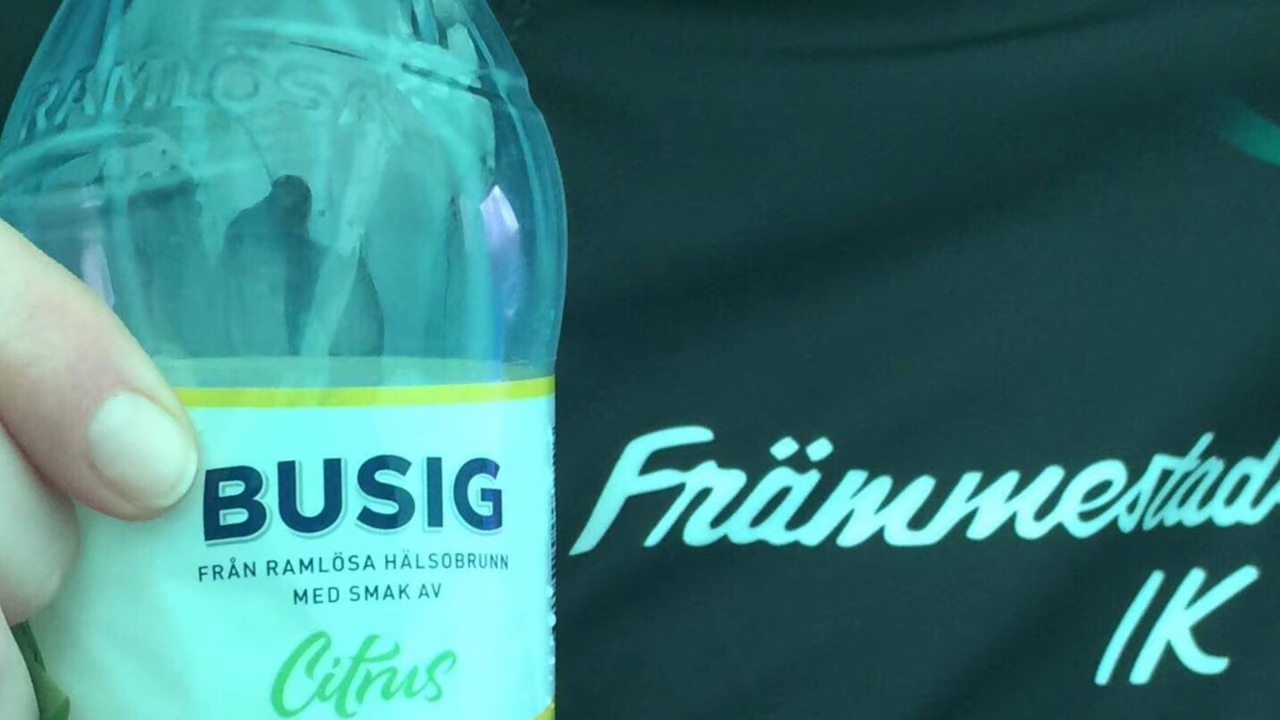 RAMLÖSA
BUSIG
FRÅN RAMLÖSA HÄLSOBRUNN
MED SMAK AV
Citrus
Främmestad
IK